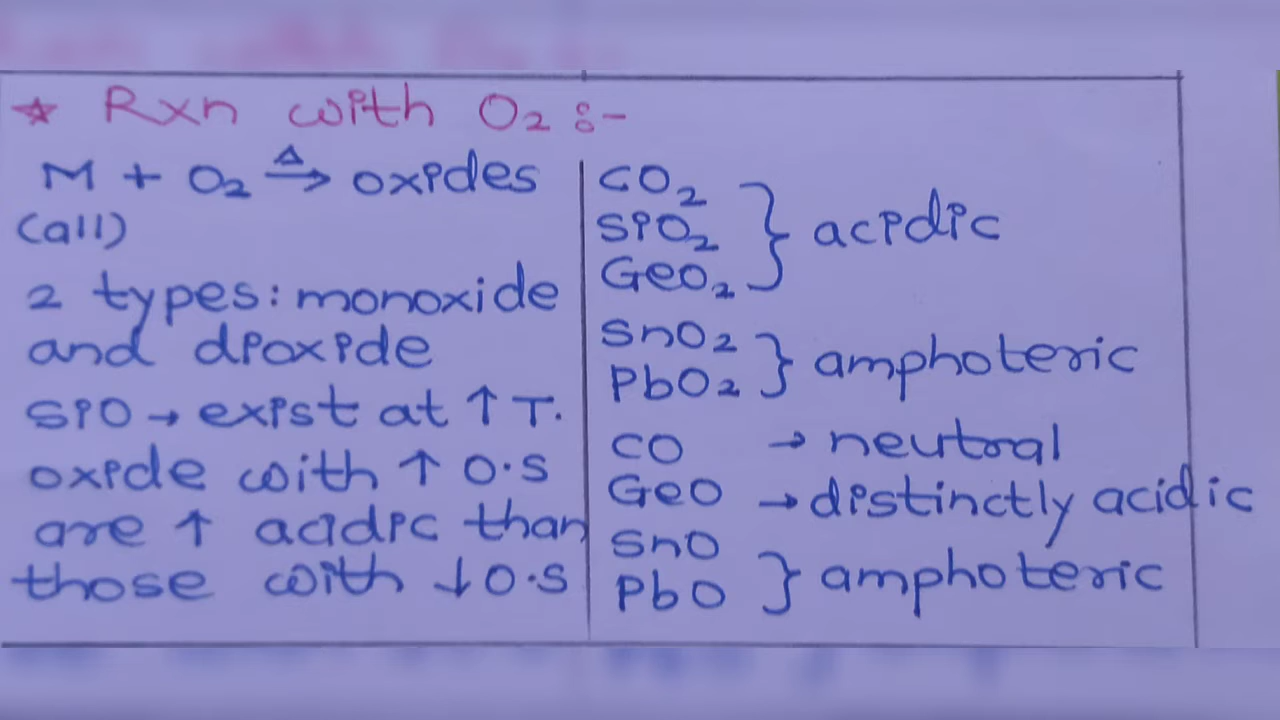 ★ Rxn with O₂ :-
M + O₂ →^Δ oxides
(all)
2 types: monoxide
and dioxide
SiO → exist at ↑ T.
oxide with ↑ O.S
are ↑ acidic than
those with ↓ O.S
CO₂
SiO₂ } acidic
GeO₂
SnO₂
PbO₂ } amphoteric
CO → neutral
GeO → distinctly acidic
SnO
PbO } amphoteric